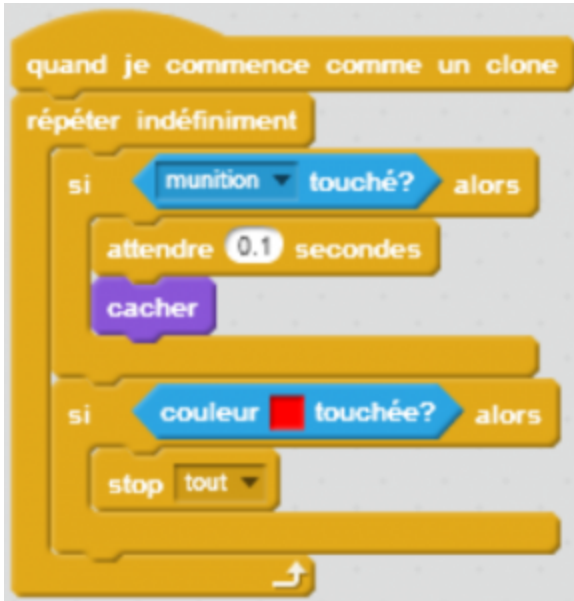 quand je commence comme un clone
répéter indéfiniment
si munition touché? alors
attendre 0.1 secondes
cacher
si couleur touchée? alors
stop tout